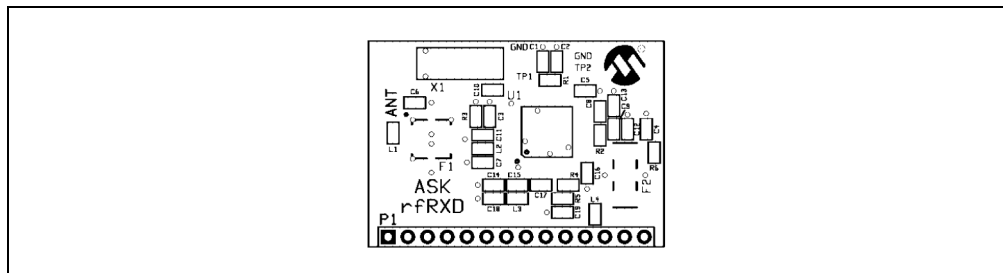 GND C1 C2
GND
TP2
X1
TP1
R1
C10
U1
C5
ANT
C6
C13
C8
C9
R3
C3
C12
C4
L1
C11
L2
R2
R6
F1
C7
C16
ASK
rfRXD
C14 C15
C17
R4
F2
R5
C18 L3
C19
L4
P1